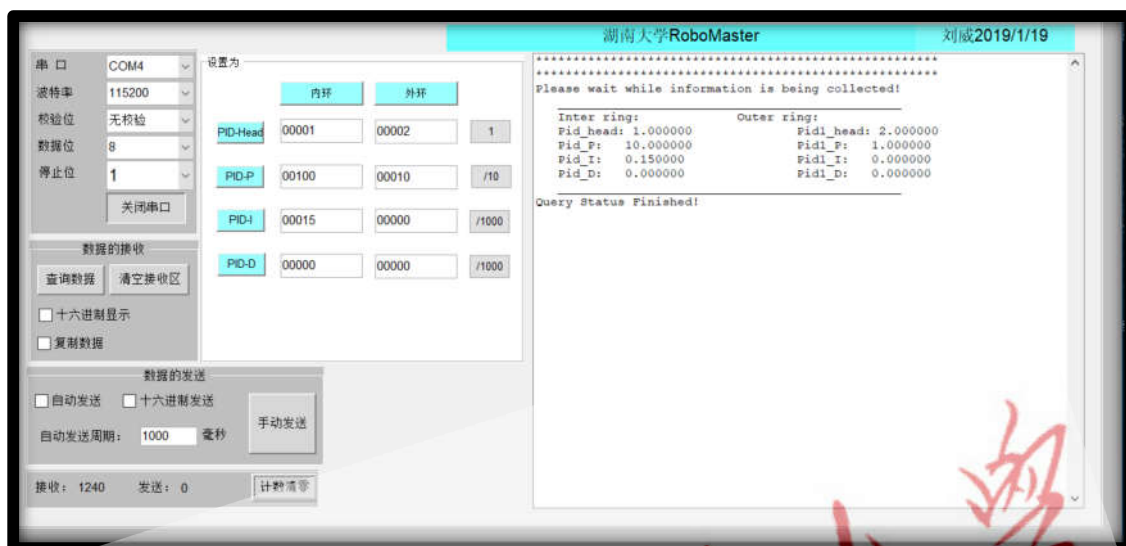 湖南大学RoboMaster 刘威2019/1/19
串 口 COM4
波特率 115200
校验位 无校验
数据位 8
停止位 1
关闭串口
数据的接收
查询数据 清空接收区
十六进制显示
复制数据
设置为
内环 外环
PID-Head 00001 00002 1
PID-P 00100 00010 /10
PID-I 00015 00000 /1000
PID-D 00000 00000 /1000
数据的发送
自动发送 十六进制发送
自动发送周期: 1000 毫秒 手动发送
接收: 1240 发送: 0 计数清零
Please wait while information is being collected!
Inter ring: Outer ring:
Pid_head: 1.000000 Pid1_head: 2.000000
Pid_P: 10.000000 Pid1_P: 1.000000
Pid_I: 0.150000 Pid1_I: 0.000000
Pid_D: 0.000000 Pid1_D: 0.000000
Query Status Finished!